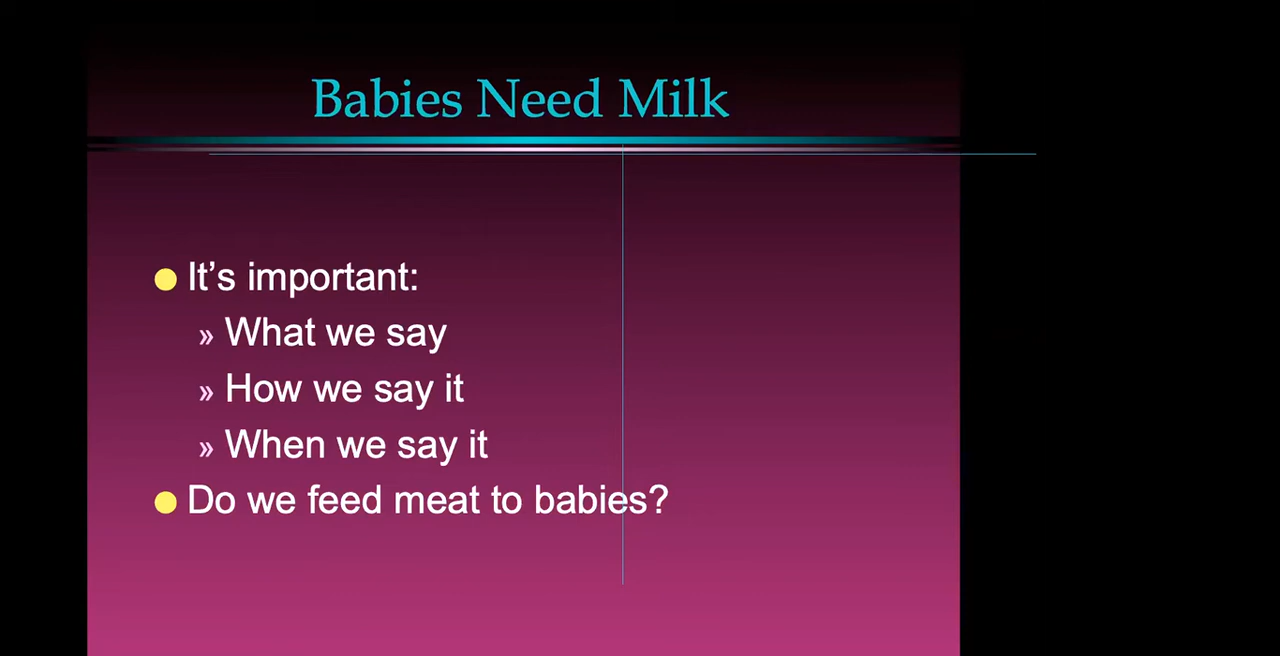 Babies Need Milk
It’s important:
» What we say
» How we say it
» When we say it
Do we feed meat to babies?